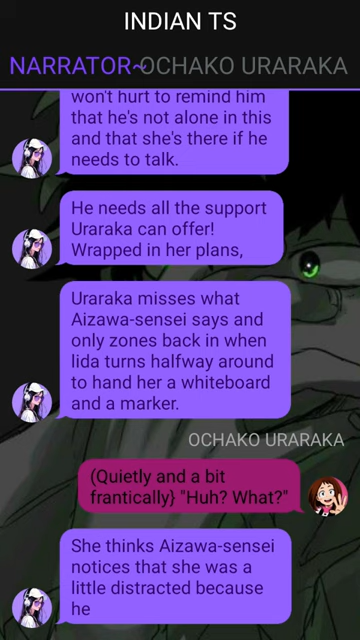 INDIAN TS
NARRATOR~OCHAKO URARAKA
won't hurt to remind him
that he's not alone in this
and that she's there if he
needs to talk.
He needs all the support
Uraraka can offer!
Wrapped in her plans,
Uraraka misses what
Aizawa-sensei says and
only zones back in when
Iida turns halfway around
to hand her a whiteboard
and a marker.
OCHAKO URARAKA
(Quietly and a bit
frantically} "Huh? What?"
She thinks Aizawa-sensei
notices that she was a
little distracted because
he